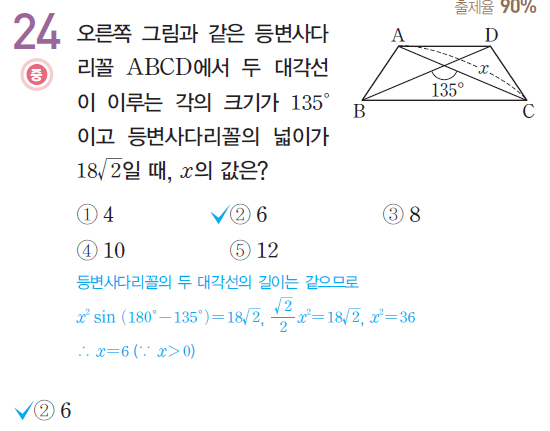 출제율 90%
24
중
오른쪽 그림과 같은 등변사다
리꼴 ABCD에서 두 대각선
이 이루는 각의 크기가 135°
이고 등변사다리꼴의 넓이가
18√2일 때, x의 값은?
A D
x
135°
B C
① 4 ② 6 ③ 8
④ 10 ⑤ 12
등변사다리꼴의 두 대각선의 길이는 같으므로
x² sin (180°-135°)=18√2, √2/2 x²=18√2, x²=36
∴ x=6 (∵ x>0)
② 6